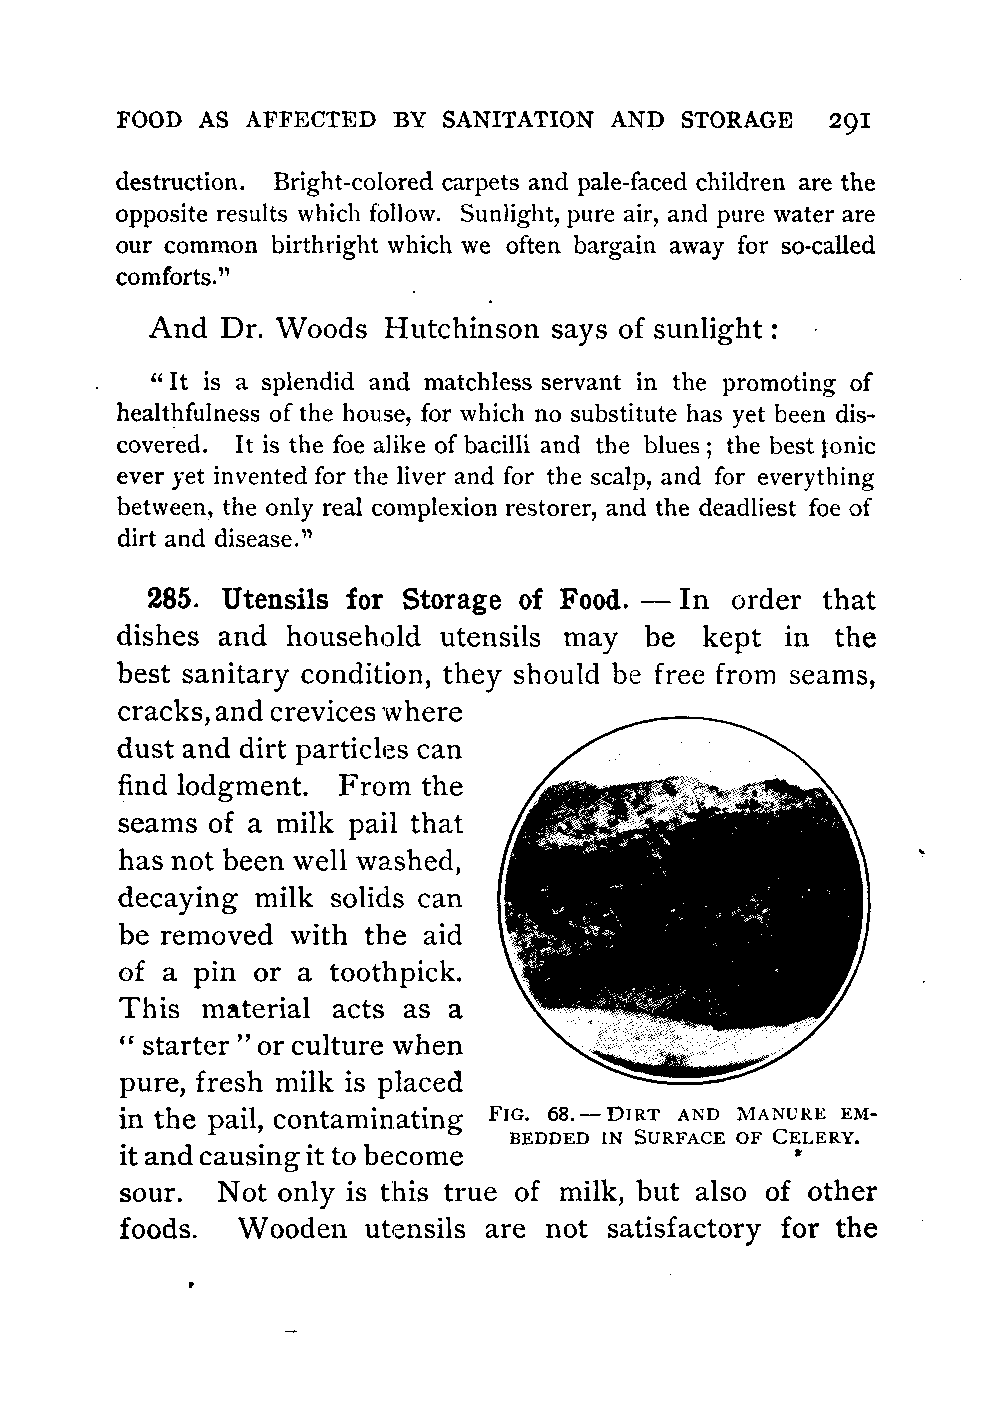 FOOD AS AFFECTED BY SANITATION AND STORAGE 291
destruction. Bright-colored carpets and pale-faced children are the
opposite results which follow. Sunlight, pure air, and pure water are
our common birthright which we often bargain away for so-called
comforts."
And Dr. Woods Hutchinson says of sunlight:
"It is a splendid and matchless servant in the promoting of
healthfulness of the house, for which no substitute has yet been dis-
covered. It is the foe alike of bacilli and the blues; the best tonic
ever yet invented for the liver and for the scalp, and for everything
between, the only real complexion restorer, and the deadliest foe of
dirt and disease."
285. Utensils for Storage of Food. — In order that
dishes and household utensils may be kept in the
best sanitary condition, they should be free from seams,
cracks, and crevices where
dust and dirt particles can
find lodgment. From the
seams of a milk pail that
has not been well washed,
decaying milk solids can
be removed with the aid
of a pin or a toothpick.
This material acts as a
"starter" or culture when
pure, fresh milk is placed
in the pail, contaminating
it and causing it to become
FIG. 68. — DIRT AND MANURE EM-
BEDDED IN SURFACE OF CELERY.
sour. Not only is this true of milk, but also of other
foods. Wooden utensils are not satisfactory for the